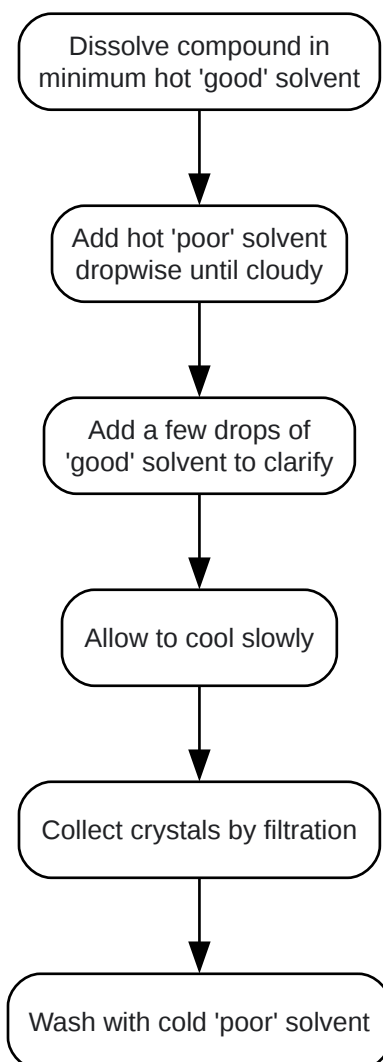 Dissolve compound in
minimum hot 'good' solvent
Add hot 'poor' solvent
dropwise until cloudy
Add a few drops of
'good' solvent to clarify
Allow to cool slowly
Collect crystals by filtration
Wash with cold 'poor' solvent